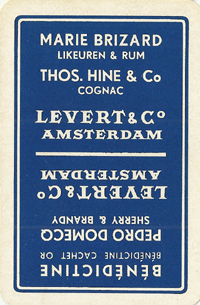 MARIE BRIZARD
LIKEUREN & RUM
THOS. HINE & Co
COGNAC
LEVERT & Co
AMSTERDAM
BÉNÉDICTINE
BÉNÉDICTINE CACHET OR
PEDRO DOMECQ
SHERRY & BRANDY
LEVERT & Co
AMSTERDAM